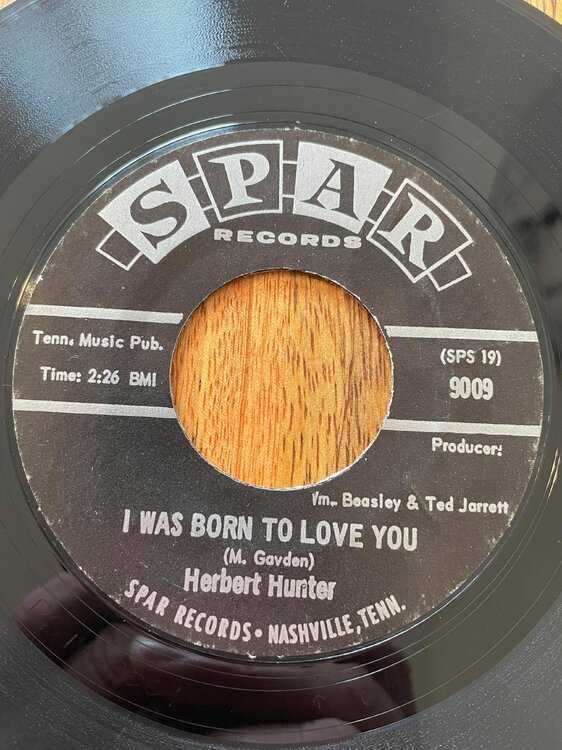 SPAR
RECORDS
Tenn. Music Pub.
Time: 2:26 BMI
(SPS 19)
9009
Producer:
Wm. Beasley & Ted Jarrett
I WAS BORN TO LOVE YOU
(M. Gavden)
Herbert Hunter
SPAR RECORDS • NASHVILLE, TENN.